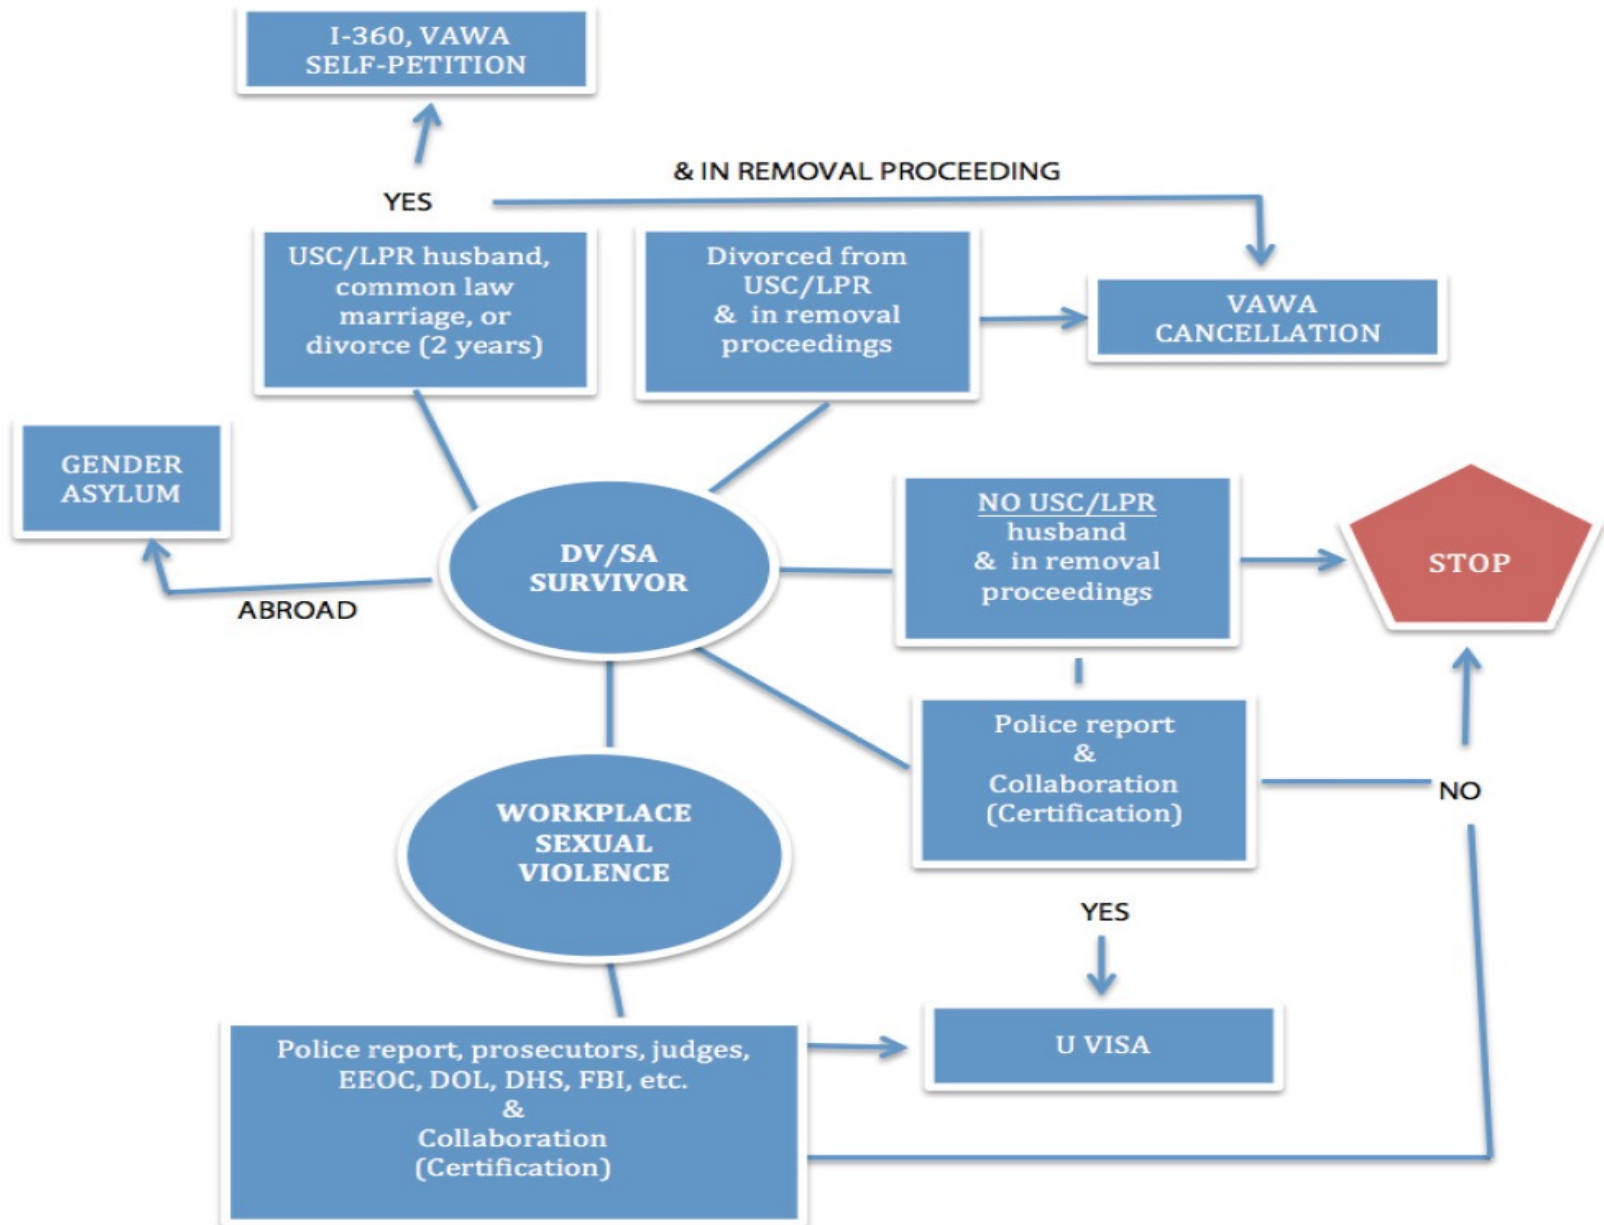 I-360, VAWA
SELF-PETITION
& IN REMOVAL PROCEEDING
YES
USC/LPR husband,
common law
marriage, or
divorce (2 years)
Divorced from
USC/LPR
& in removal
proceedings
VAWA
CANCELLATION
GENDER
ASYLUM
ABROAD
DV/SA
SURVIVOR
NO USC/LPR
husband
& in removal
proceedings
STOP
Police report
&
Collaboration
(Certification)
NO
WORKPLACE
SEXUAL
VIOLENCE
YES
U VISA
Police report, prosecutors, judges,
EEOC, DOL, DHS, FBI, etc.
&
Collaboration
(Certification)